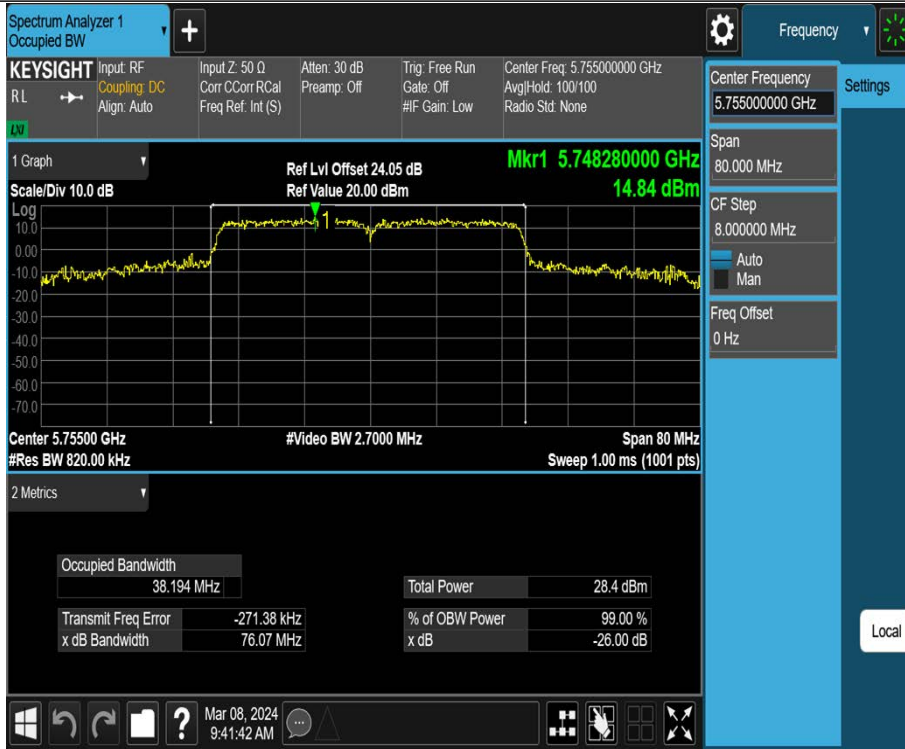 Spectrum Analyzer 1
Occupied BW
+
Frequency
KEYSIGHT
RL
LXI
Input: RF
Coupling: DC
Align: Auto
Input Z: 50 Ω
Corr CCorr RCal
Freq Ref: Int (S)
Atten: 30 dB
Preamp: Off
Trig: Free Run
Gate: Off
#IF Gain: Low
Center Freq: 5.755000000 GHz
Avg|Hold: 100/100
Radio Std: None
Center Frequency
5.755000000 GHz
Settings
Span
80.000 MHz
CF Step
8.000000 MHz
Auto
Man
Freq Offset
0 Hz
Local
1 Graph
Scale/Div 10.0 dB
Ref Lvl Offset 24.05 dB
Ref Value 20.00 dBm
Mkr1 5.748280000 GHz
14.84 dBm
Log
1
10.0
0.00
-10.0
-20.0
-30.0
-40.0
-50.0
-60.0
-70.0
Center 5.75500 GHz
#Video BW 2.7000 MHz
Span 80 MHz
#Res BW 820.00 kHz
Sweep 1.00 ms (1001 pts)
2 Metrics
Occupied Bandwidth
38.194 MHz
Total Power 28.4 dBm
Transmit Freq Error -271.38 kHz
% of OBW Power 99.00 %
x dB Bandwidth 76.07 MHz
x dB -26.00 dB
?
Mar 08, 2024
9:41:42 AM